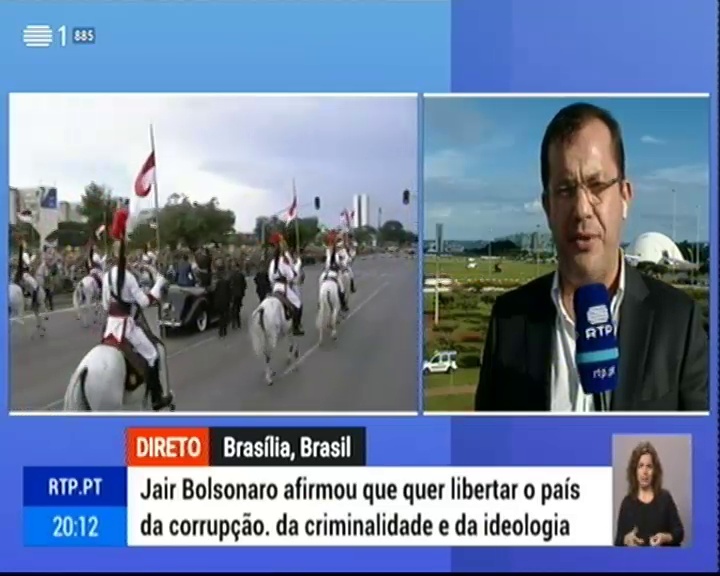 1 885
RTP
rtp.pt
DIRETO Brasília, Brasil
RTP.PT
20:12
Jair Bolsonaro afirmou que quer libertar o país
da corrupção. da criminalidade e da ideologia